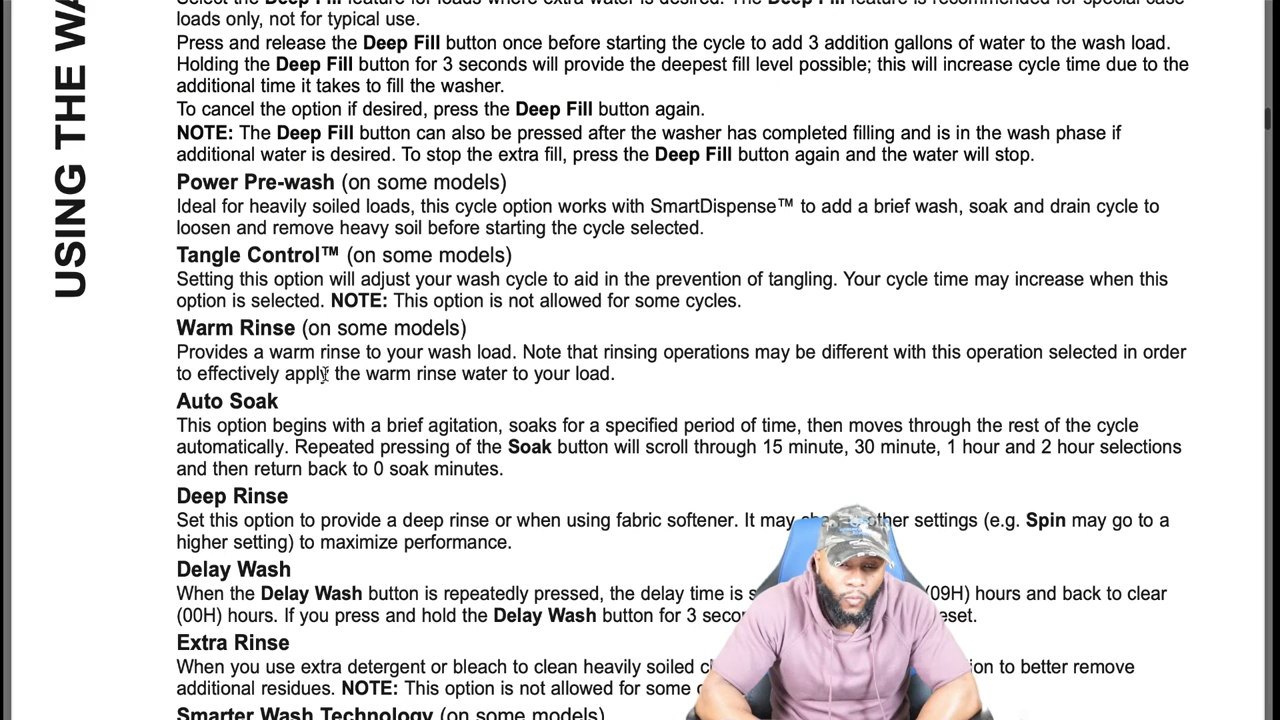 USING THE WA
Select the Deep Fill feature for loads where extra water is desired. The Deep Fill feature is recommended for special case
loads only, not for typical use.
Press and release the Deep Fill button once before starting the cycle to add 3 addition gallons of water to the wash load.
Holding the Deep Fill button for 3 seconds will provide the deepest fill level possible; this will increase cycle time due to the
additional time it takes to fill the washer.
To cancel the option if desired, press the Deep Fill button again.
NOTE: The Deep Fill button can also be pressed after the washer has completed filling and is in the wash phase if
additional water is desired. To stop the extra fill, press the Deep Fill button again and the water will stop.
Power Pre-wash (on some models)
Ideal for heavily soiled loads, this cycle option works with SmartDispense™ to add a brief wash, soak and drain cycle to
loosen and remove heavy soil before starting the cycle selected.
Tangle Control™ (on some models)
Setting this option will adjust your wash cycle to aid in the prevention of tangling. Your cycle time may increase when this
option is selected. NOTE: This option is not allowed for some cycles.
Warm Rinse (on some models)
Provides a warm rinse to your wash load. Note that rinsing operations may be different with this operation selected in order
to effectively apply the warm rinse water to your load.
Auto Soak
This option begins with a brief agitation, soaks for a specified period of time, then moves through the rest of the cycle
automatically. Repeated pressing of the Soak button will scroll through 15 minute, 30 minute, 1 hour and 2 hour selections
and then return back to 0 soak minutes.
Deep Rinse
Set this option to provide a deep rinse or when using fabric softener. It may other settings (e.g. Spin may go to a
higher setting) to maximize performance.
Delay Wash
When the Delay Wash button is repeatedly pressed, the delay time is (09H) hours and back to clear
(00H) hours. If you press and hold the Delay Wash button for 3
Extra Rinse
When you use extra detergent or bleach to clean heavily soiled to better remove
additional residues. NOTE: This option is not allowed for some
Smarter Wash Technology (on some models)